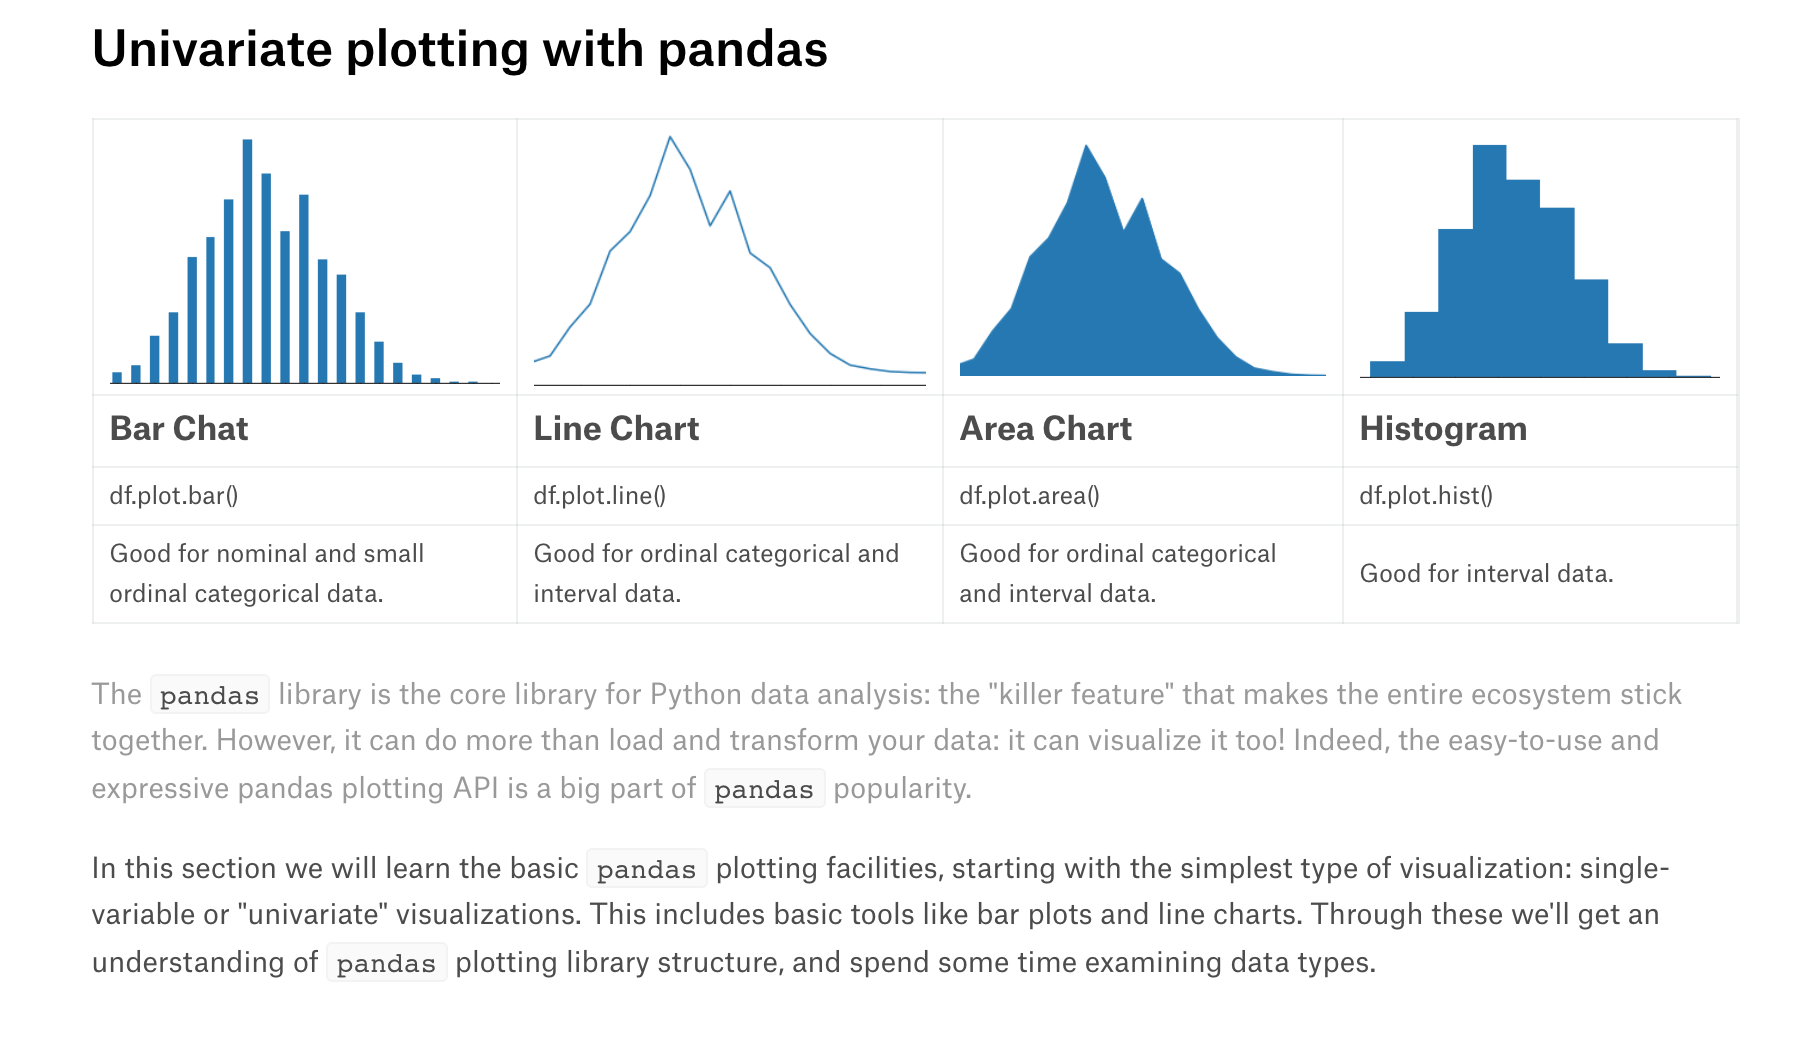 Univariate plotting with pandas
Bar Chat
Line Chart
Area Chart
Histogram
df.plot.bar()
df.plot.line()
df.plot.area()
df.plot.hist()
Good for nominal and small
ordinal categorical data.
Good for ordinal categorical and
interval data.
Good for ordinal categorical
and interval data.
Good for interval data.
The pandas library is the core library for Python data analysis: the "killer feature" that makes the entire ecosystem stick
together. However, it can do more than load and transform your data: it can visualize it too! Indeed, the easy-to-use and
expressive pandas plotting API is a big part of pandas popularity.
In this section we will learn the basic pandas plotting facilities, starting with the simplest type of visualization: single-
variable or "univariate" visualizations. This includes basic tools like bar plots and line charts. Through these we'll get an
understanding of pandas plotting library structure, and spend some time examining data types.